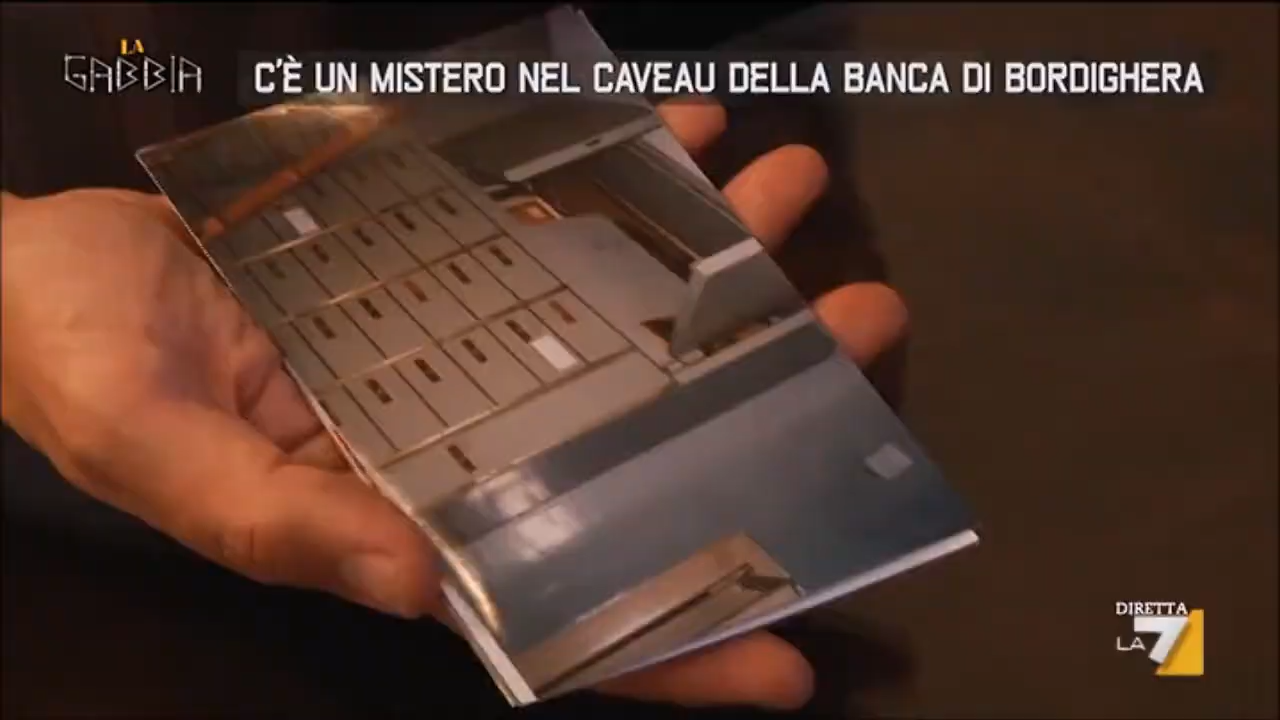 LA
GABBIA
C'È UN MISTERO NEL CAVEAU DELLA BANCA DI BORDIGHERA
DIRETTA
LA7